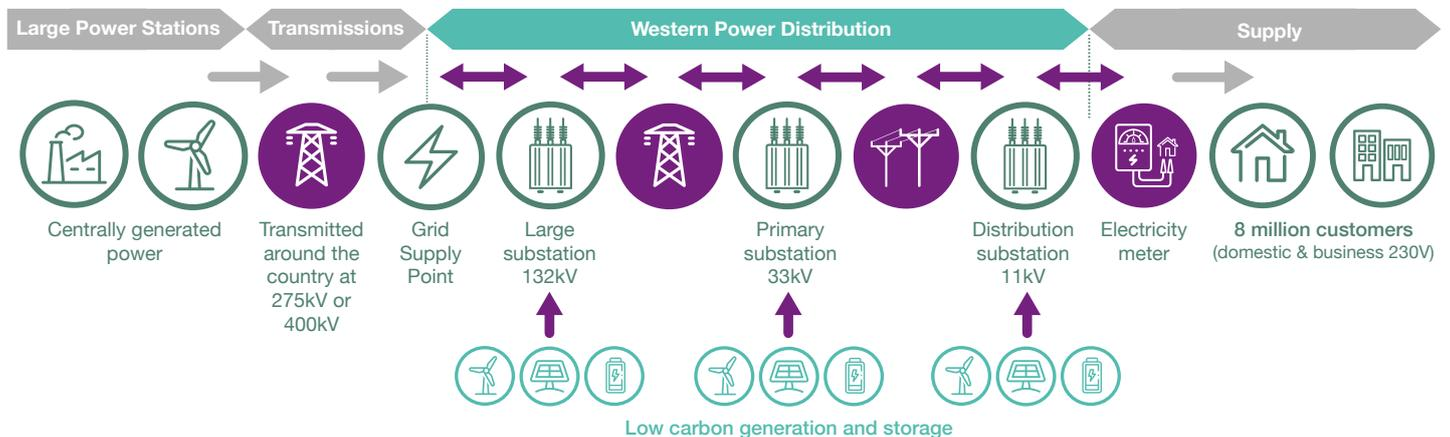 Large Power Stations
Transmissions
Western Power Distribution
Supply
Centrally generated
power
Transmitted
around the
country at
275kV or
400kV
Grid
Supply
Point
Large
substation
132kV
Primary
substation
33kV
Distribution
substation
11kV
Electricity
meter
8 million customers
(domestic & business 230V)
Low carbon generation and storage